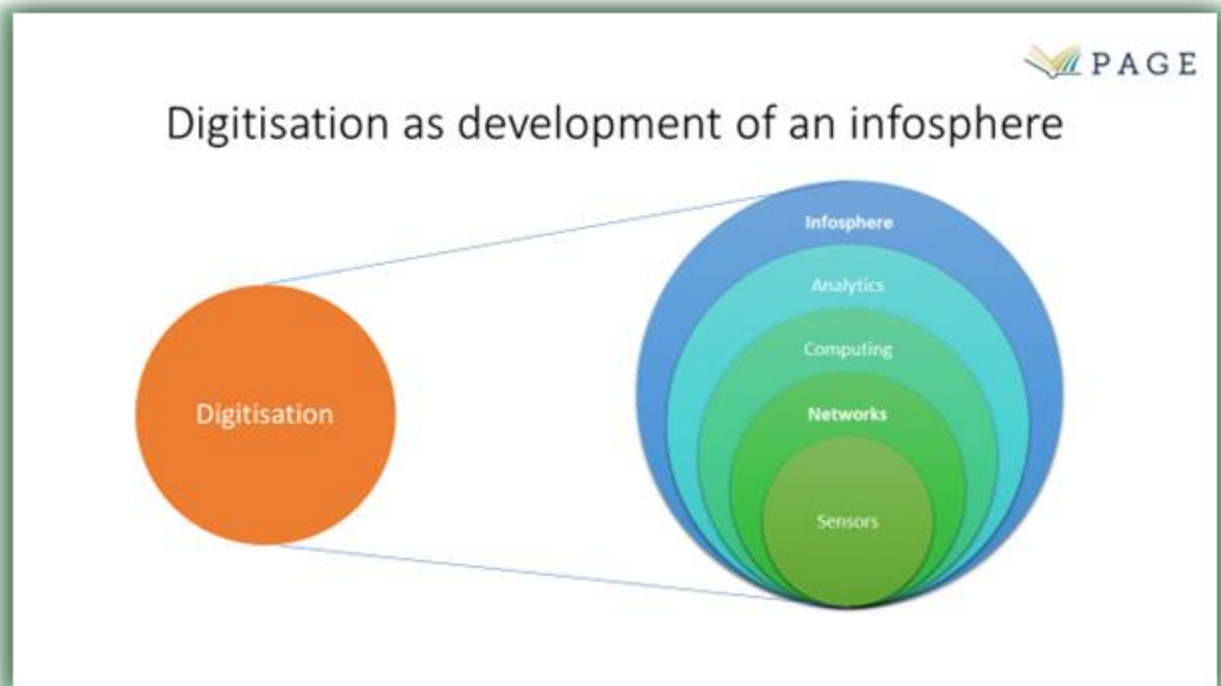 PAGE
Digitisation as development of an infosphere
Digitisation
Infosphere
Analytics
Computing
Networks
Sensors